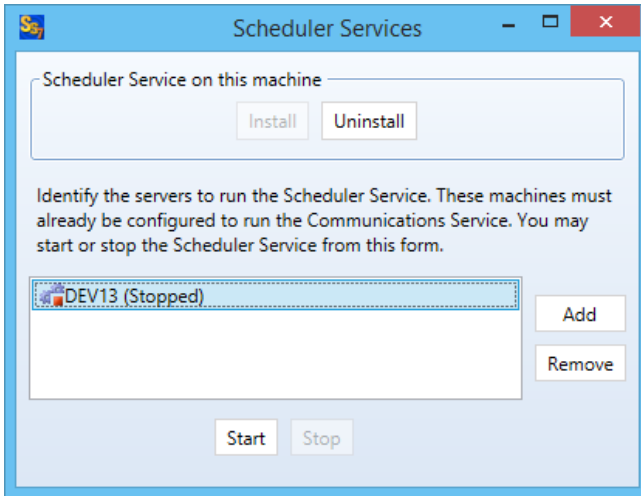 SS7
Scheduler Services
Scheduler Service on this machine
Install
Uninstall
Identify the servers to run the Scheduler Service. These machines must
already be configured to run the Communications Service. You may
start or stop the Scheduler Service from this form.
DEV13 (Stopped)
Add
Remove
Start
Stop